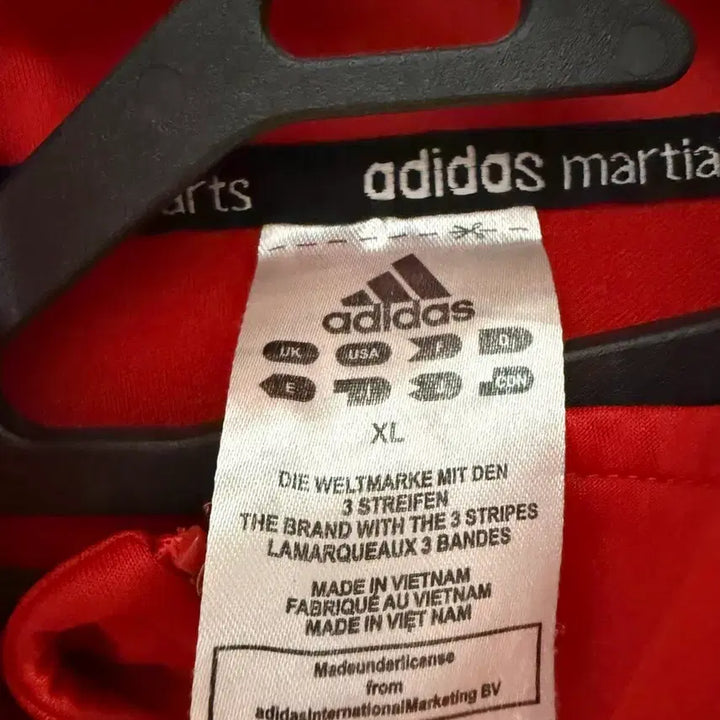 arts adidas martia
adidas
UK USA F D
E J CDN
XL
DIE WELTMARKE MIT DEN
3 STREIFEN
THE BRAND WITH THE 3 STRIPES
LAMARQUEAUX 3 BANDES
MADE IN VIETNAM
FABRIQUÉ AU VIETNAM
MADE IN VIỆT NAM
Madeunderlicense
from
adidasInternationalMarketing BV